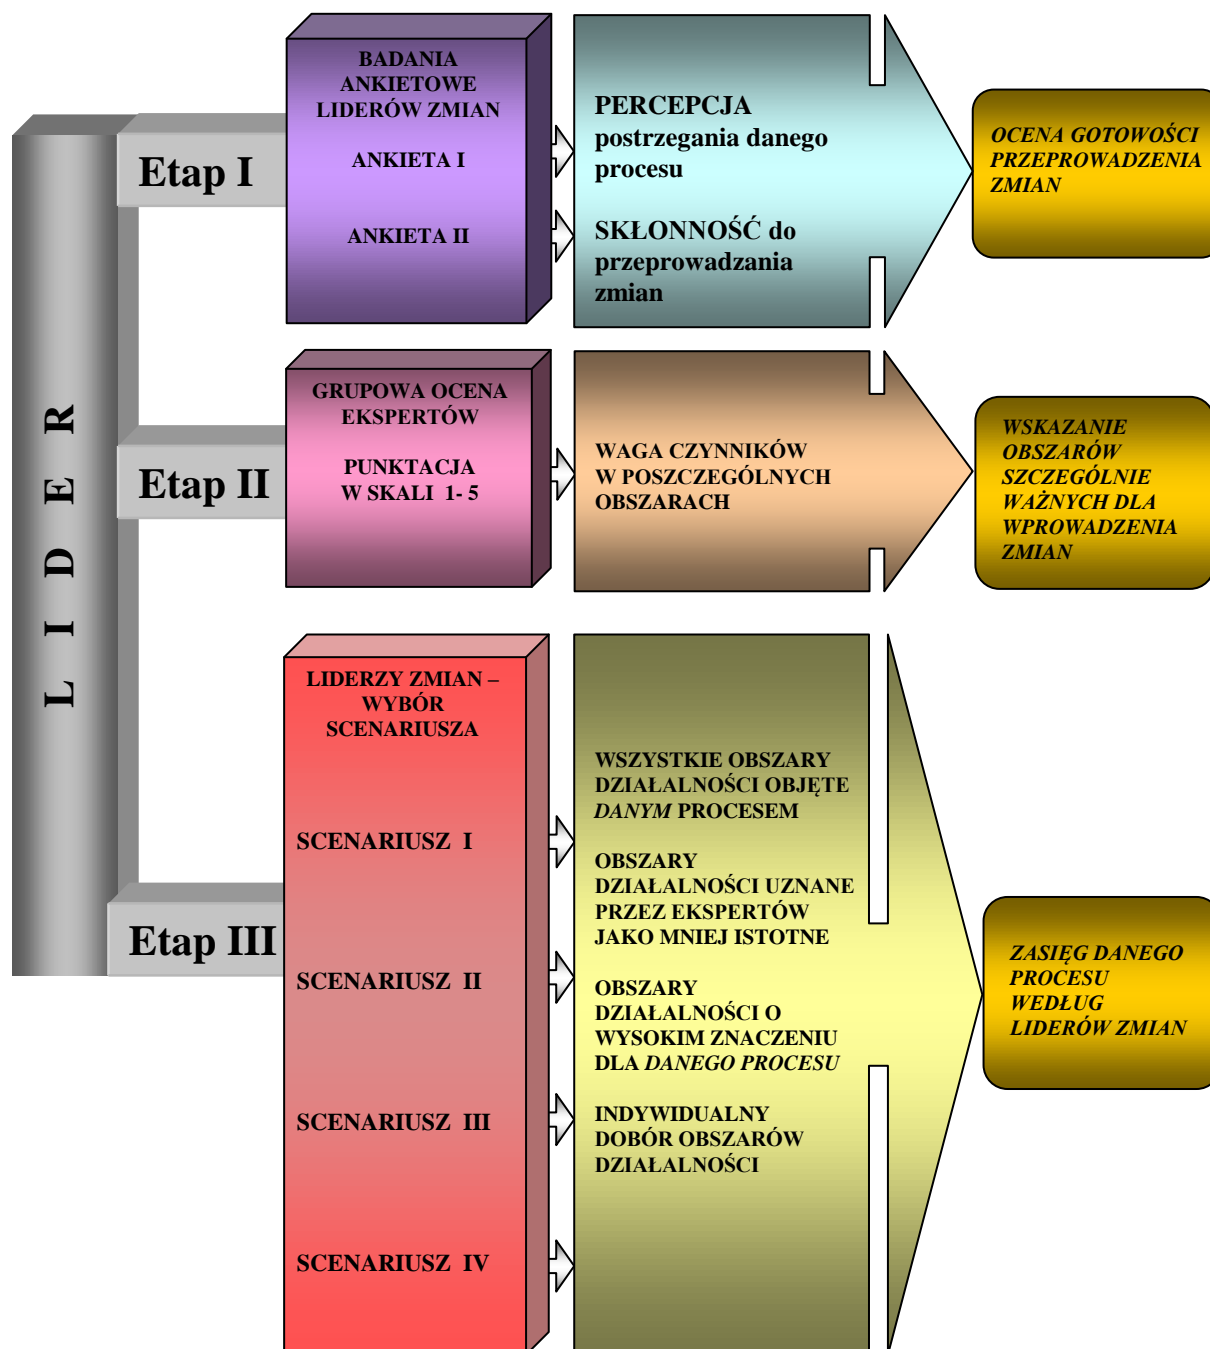 L I D E R
Etap I
BADANIA
ANKIETOWE
LIDERÓW ZMIAN
ANKIETA I
ANKIETA II
PERCEPCJA
postrzegania danego
procesu
SKŁONNOŚĆ do
przeprowadzania
zmian
OCENA GOTOWOŚCI
PRZEPROWADZENIA
ZMIAN
Etap II
GRUPOWA OCENA
EKSPERTÓW
PUNKTACJA
W SKALI 1- 5
WAGA CZYNNIKÓW
W POSZCZEGÓLNYCH
OBSZARACH
WSKAZANIE
OBSZARÓW
SZCZEGÓLNIE
WAŻNYCH DLA
WPROWADZENIA
ZMIAN
Etap III
LIDERZY ZMIAN –
WYBÓR
SCENARIUSZA
SCENARIUSZ I
SCENARIUSZ II
SCENARIUSZ III
SCENARIUSZ IV
WSZYSTKIE OBSZARY
DZIAŁALNOŚCI OBJĘTE
DANYM PROCESEM
OBSZARY
DZIAŁALNOŚCI UZNANE
PRZEZ EKSPERTÓW
JAKO MNIEJ ISTOTNE
OBSZARY
DZIAŁALNOŚCI O
WYSOKIM ZNACZENIU
DLA DANEGO PROCESU
INDYWIDUALNY
DOBÓR OBSZARÓW
DZIAŁALNOŚCI
ZASIĘG DANEGO
PROCESU
WEDŁUG
LIDERÓW ZMIAN